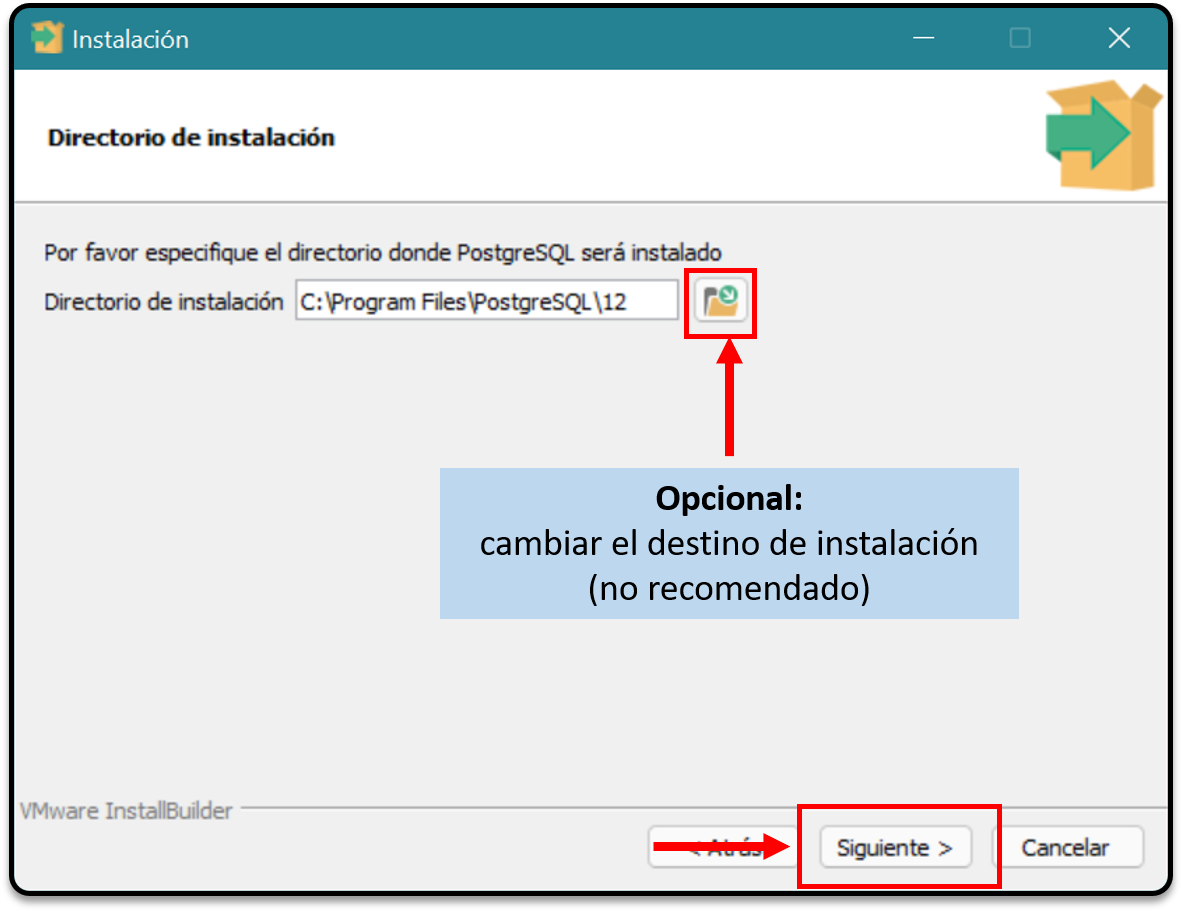 Instalación
Directorio de instalación
Por favor especifique el directorio donde PostgreSQL será instalado
Directorio de instalación C:\Program Files\PostgreSQL\12
Opcional:
cambiar el destino de instalación
(no recomendado)
VMware InstallBuilder
< Atrás Siguiente > Cancelar